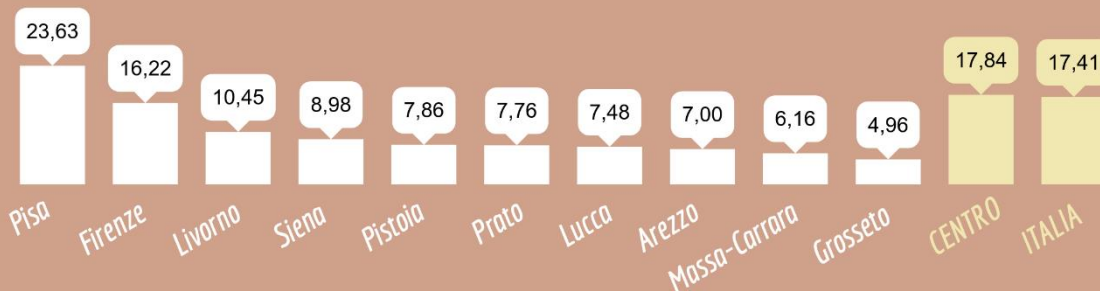 23,63
16,22
10,45
8,98
7,86
7,76
7,48
7,00
6,16
4,96
17,84
17,41
Pisa
Firenze
Livorno
Siena
Pistoia
Prato
Lucca
Arezzo
Massa-Carrara
Grosseto
CENTRO
ITALIA